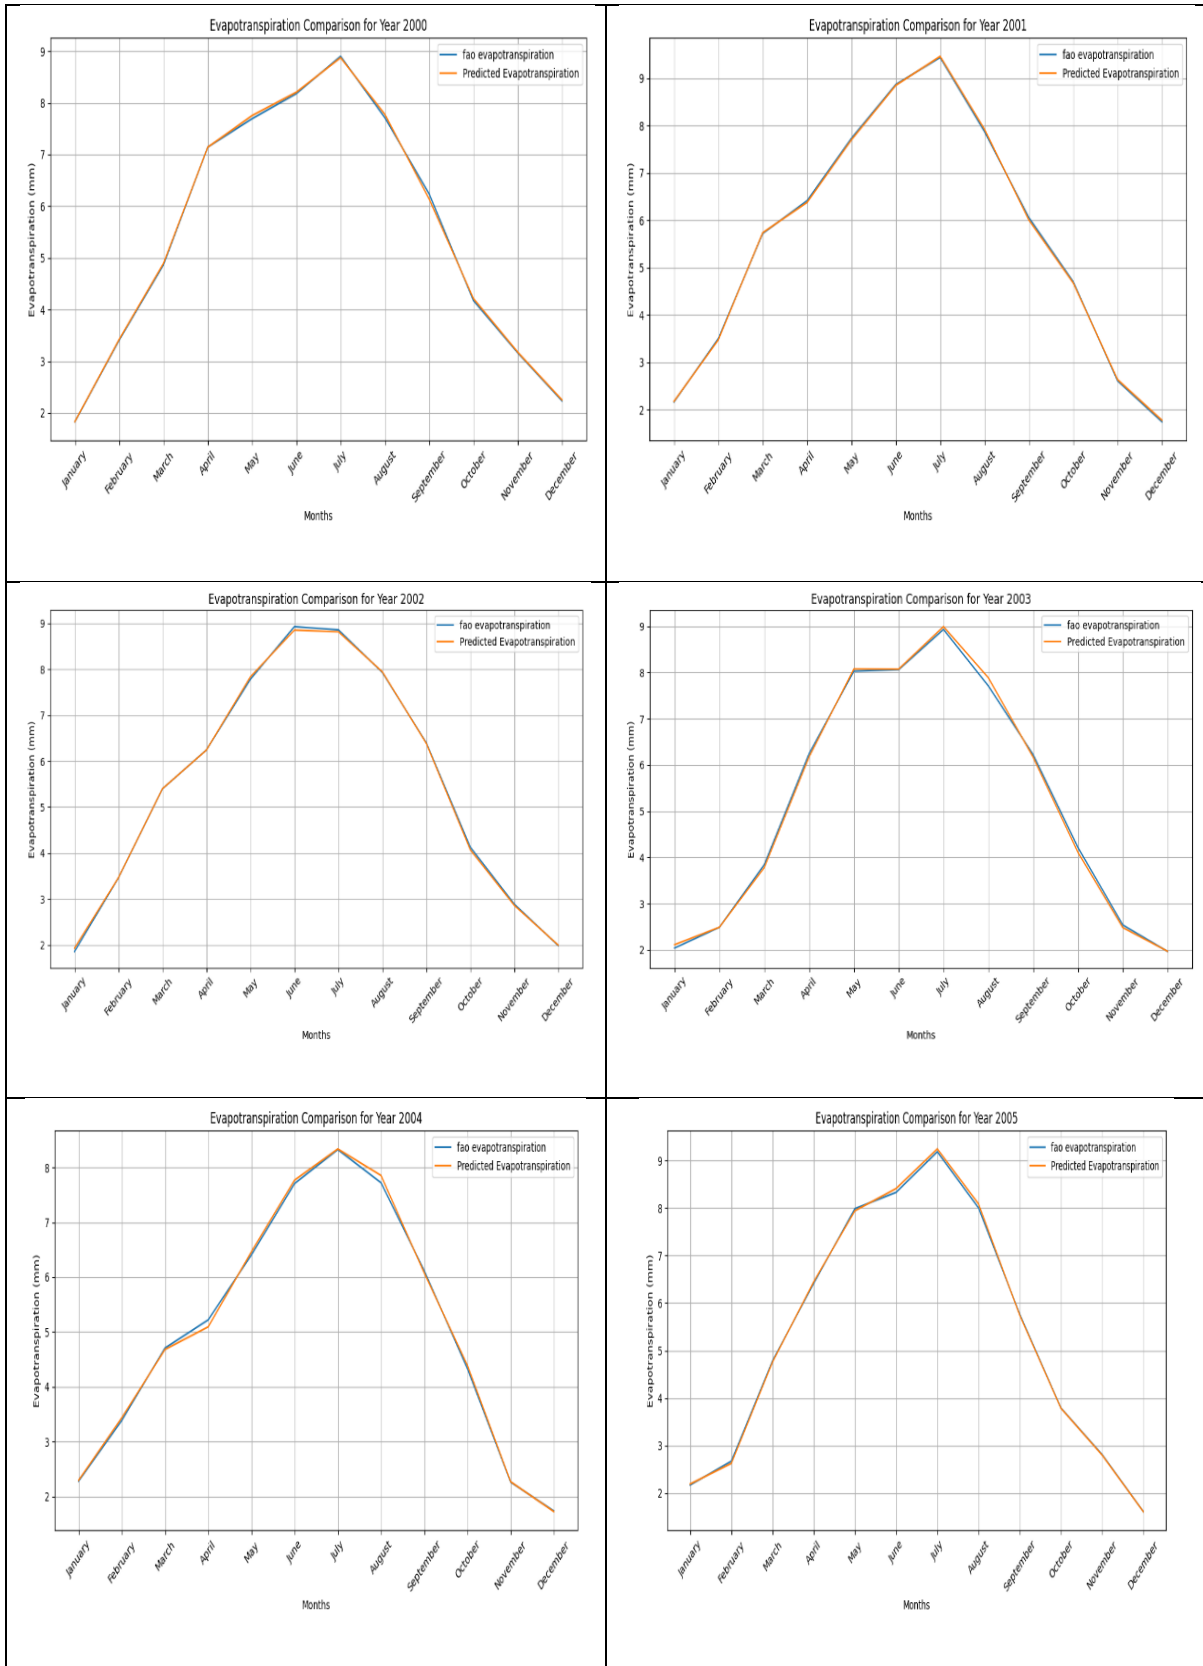 Evapotranspiration Comparison for Year 2000
fao evapotranspiration
Predicted Evapotranspiration
9
8
7
6
5
4
3
2
Evapotranspiration (mm)
January
February
March
April
May
June
July
August
September
October
November
December
Months
Evapotranspiration Comparison for Year 2001
fao evapotranspiration
Predicted Evapotranspiration
9
8
7
6
5
4
3
2
Evapotranspiration (mm)
January
February
March
April
May
June
July
August
September
October
November
December
Months
Evapotranspiration Comparison for Year 2002
fao evapotranspiration
Predicted Evapotranspiration
9
8
7
6
5
4
3
2
Evapotranspiration (mm)
January
February
March
April
May
June
July
August
September
October
November
December
Months
Evapotranspiration Comparison for Year 2003
fao evapotranspiration
Predicted Evapotranspiration
9
8
7
6
5
4
3
2
Evapotranspiration (mm)
January
February
March
April
May
June
July
August
September
October
November
December
Months
Evapotranspiration Comparison for Year 2004
fao evapotranspiration
Predicted Evapotranspiration
8
7
6
5
4
3
2
Evapotranspiration (mm)
January
February
March
April
May
June
July
August
September
October
November
December
Months
Evapotranspiration Comparison for Year 2005
fao evapotranspiration
Predicted Evapotranspiration
9
8
7
6
5
4
3
2
Evapotranspiration (mm)
January
February
March
April
May
June
July
August
September
October
November
December
Months